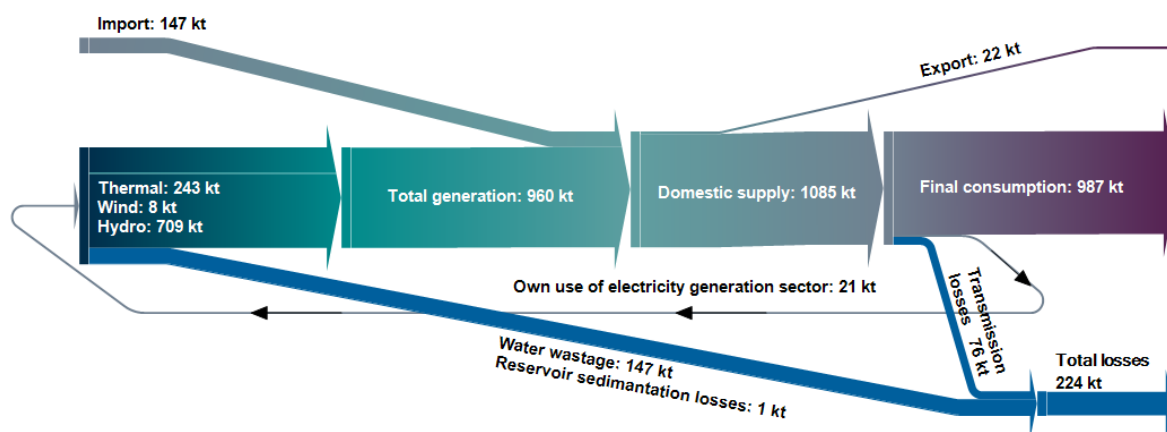 Import: 147 kt
Export: 22 kt
Thermal: 243 kt
Wind: 8 kt
Hydro: 709 kt
Total generation: 960 kt
Domestic supply: 1085 kt
Final consumption: 987 kt
Own use of electricity generation sector: 21 kt
Transmission
losses 76 kt
Water wastage: 147 kt
Reservoir sedimantation losses: 1 kt
Total losses
224 kt